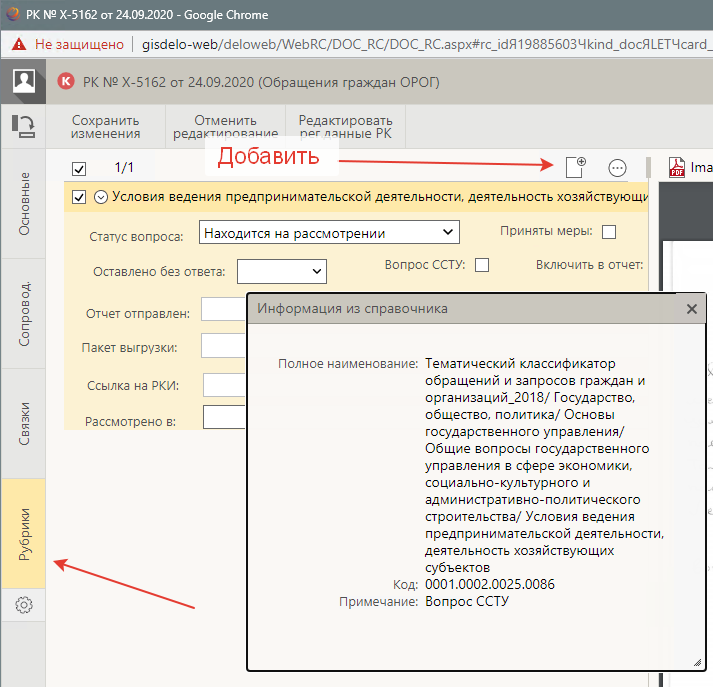 РК № Х-5162 от 24.09.2020 - Google Chrome
Не защищено gisdelo-web/deloweb/WebRC/DOC_RC/DOC_RC.aspx#rc_idЯ19885603Чkind_docЯLETЧcard_
К РК № Х-5162 от 24.09.2020 (Обращения граждан ОРОГ)
Сохранить изменения
Отменить редактирование
Редактировать рег.данные РК
1/1
Добавить
PDF Ima
Условия ведения предпринимательской деятельности, деятельность хозяйствующи
Статус вопроса: Находится на рассмотрении Приняты меры:
Оставлено без ответа: Вопрос ССТУ: Включить в отчет:
Отчет отправлен:
Пакет выгрузки:
Ссылка на РКИ:
Рассмотрено в:
Основные
Сопровод.
Связки
Рубрики
Информация из справочника
Полное наименование: Тематический классификатор
обращений и запросов граждан и
организаций_2018/ Государство,
общество, политика/ Основы
государственного управления/
Общие вопросы государственного
управления в сфере экономики,
социально-культурного и
административно-политического
строительства/ Условия ведения
предпринимательской деятельности,
деятельность хозяйствующих
субъектов
Код: 0001.0002.0025.0086
Примечание: Вопрос ССТУ